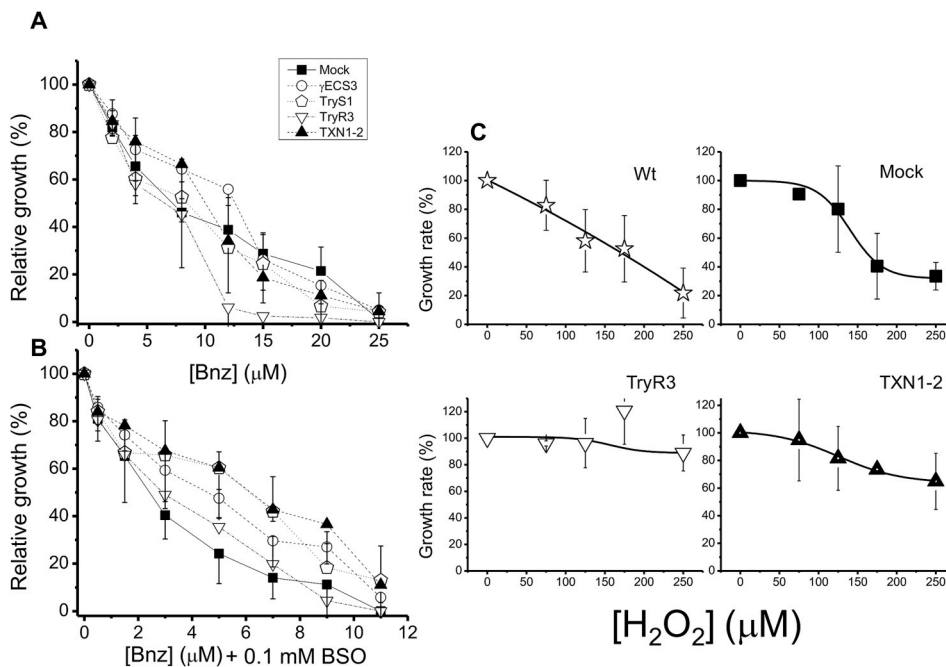 A
Relative growth (%)
100
80
60
40
20
0
Mock
γECS3
TryS1
TryR3
TXN1-2
0 5 10 15 20 25
[Bnz] (μM)
B
Relative growth (%)
100
80
60
40
20
0
0 2 4 6 8 10 12
[Bnz] (μM) + 0.1 mM BSO
C
Growth rate (%)
120
100
80
60
40
20
0
Wt
0 50 100 150 200 250
120
100
80
60
40
20
0
Mock
0 50 100 150 200 250
Growth rate (%)
120
100
80
60
40
20
0
TryR3
0 50 100 150 200 250
120
100
80
60
40
20
0
TXN1-2
0 50 100 150 200 250
[H₂O₂] (μM)